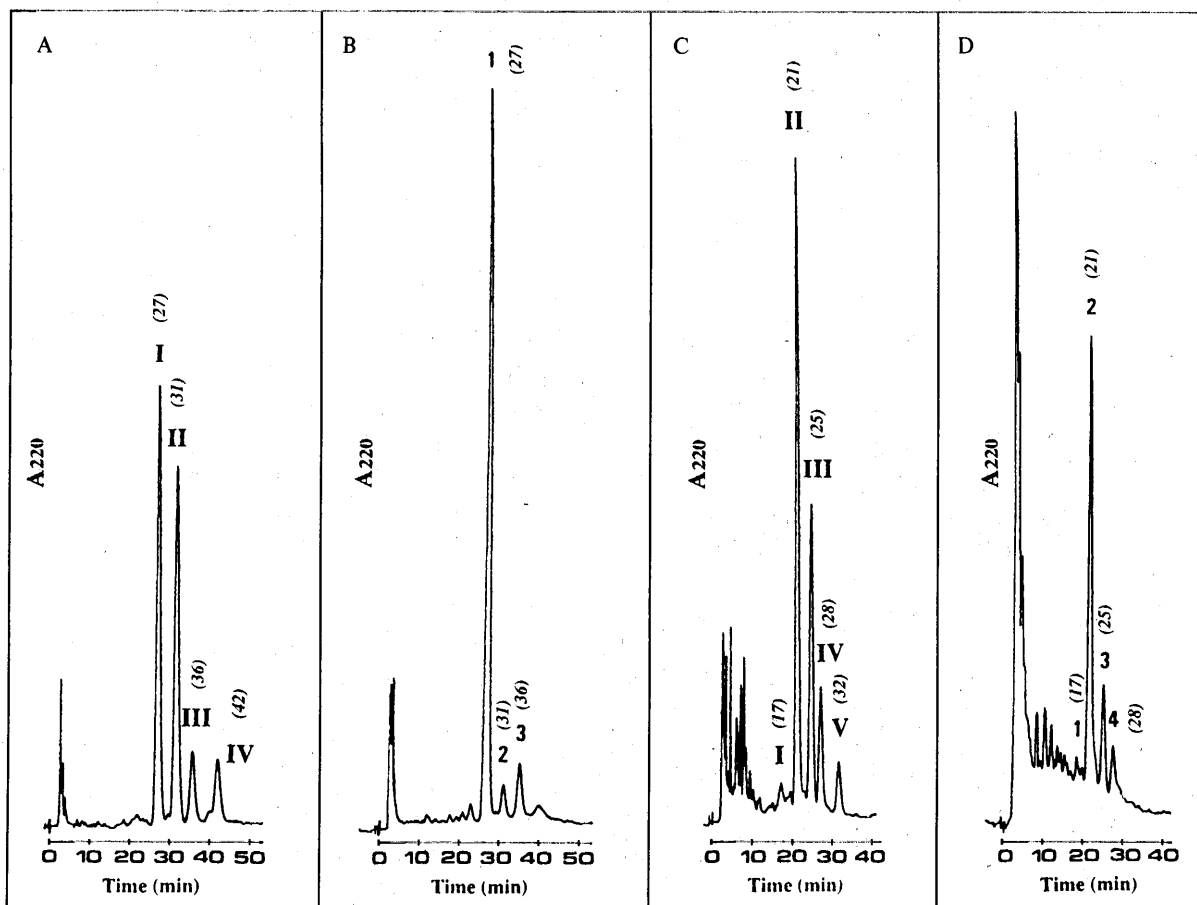 A
(27)
I
(31)
II
(36)
III
(42)
IV
A220
0 10 20 30 40 50
Time (min)
B
1 (27)
(31)
2
(36)
3
A220
0 10 20 30 40 50
Time (min)
C
(21)
II
(25)
III
(28)
IV
(32)
V
(17)
I
A220
0 10 20 30 40
Time (min)
D
(21)
2
(25)
3
(17)
1
4 (28)
A220
0 10 20 30 40
Time (min)